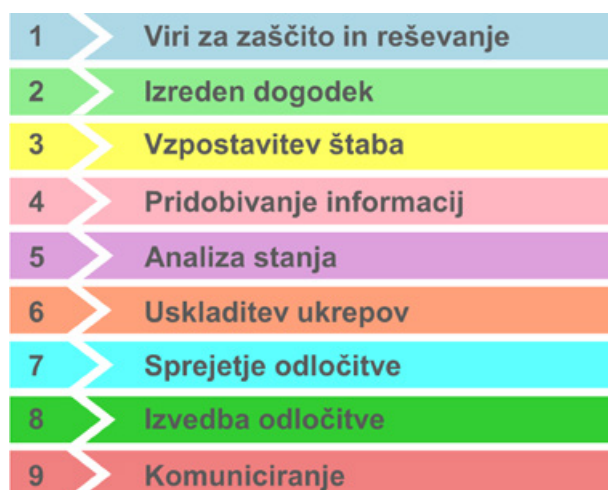 1 Viri za zaščito in reševanje
2 Izreden dogodek
3 Vzpostavitev štaba
4 Pridobivanje informacij
5 Analiza stanja
6 Uskladitev ukrepov
7 Sprejetje odločitve
8 Izvedba odločitve
9 Komuniciranje